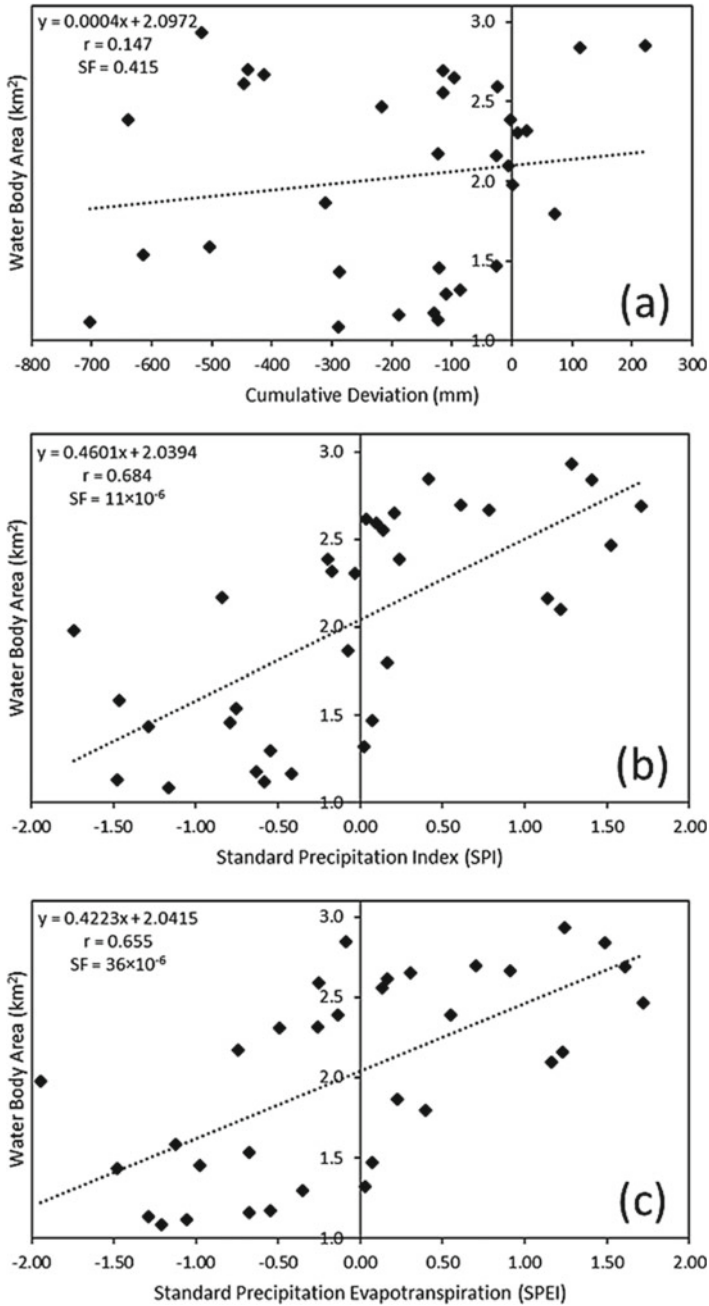 y = 0.0004x + 2.0972
r = 0.147
SF = 0.415
Water Body Area (km²)
3.0
2.5
2.0
1.5
1.0
(a)
-800 -700 -600 -500 -400 -300 -200 -100 0 100 200 300
Cumulative Deviation (mm)
y = 0.4601x + 2.0394
r = 0.684
SF = 11×10⁻⁶
Water Body Area (km²)
3.0
2.5
2.0
1.5
1.0
(b)
-2.00 -1.50 -1.00 -0.50 0.00 0.50 1.00 1.50 2.00
Standard Precipitation Index (SPI)
y = 0.4223x + 2.0415
r = 0.655
SF = 36×10⁻⁶
Water Body Area (km²)
3.0
2.5
2.0
1.5
1.0
(c)
-2.00 -1.50 -1.00 -0.50 0.00 0.50 1.00 1.50 2.00
Standard Precipitation Evapotranspiration (SPEI)